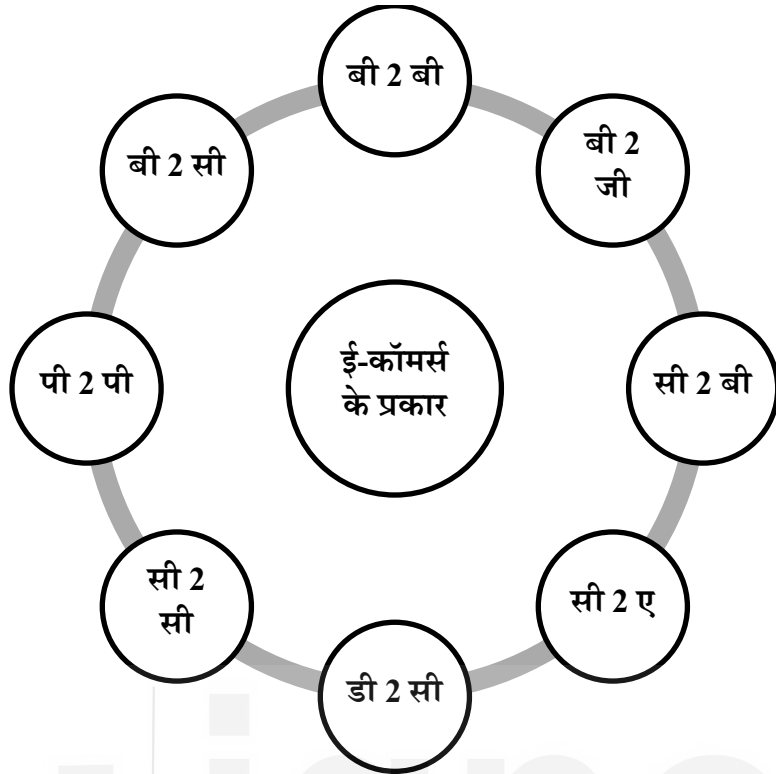 बी 2 बी
बी 2
जी
सी 2 बी
सी 2 ए
डी 2 सी
सी 2
सी
पी 2 पी
बी 2 सी
ई-कॉमर्स
के प्रकार